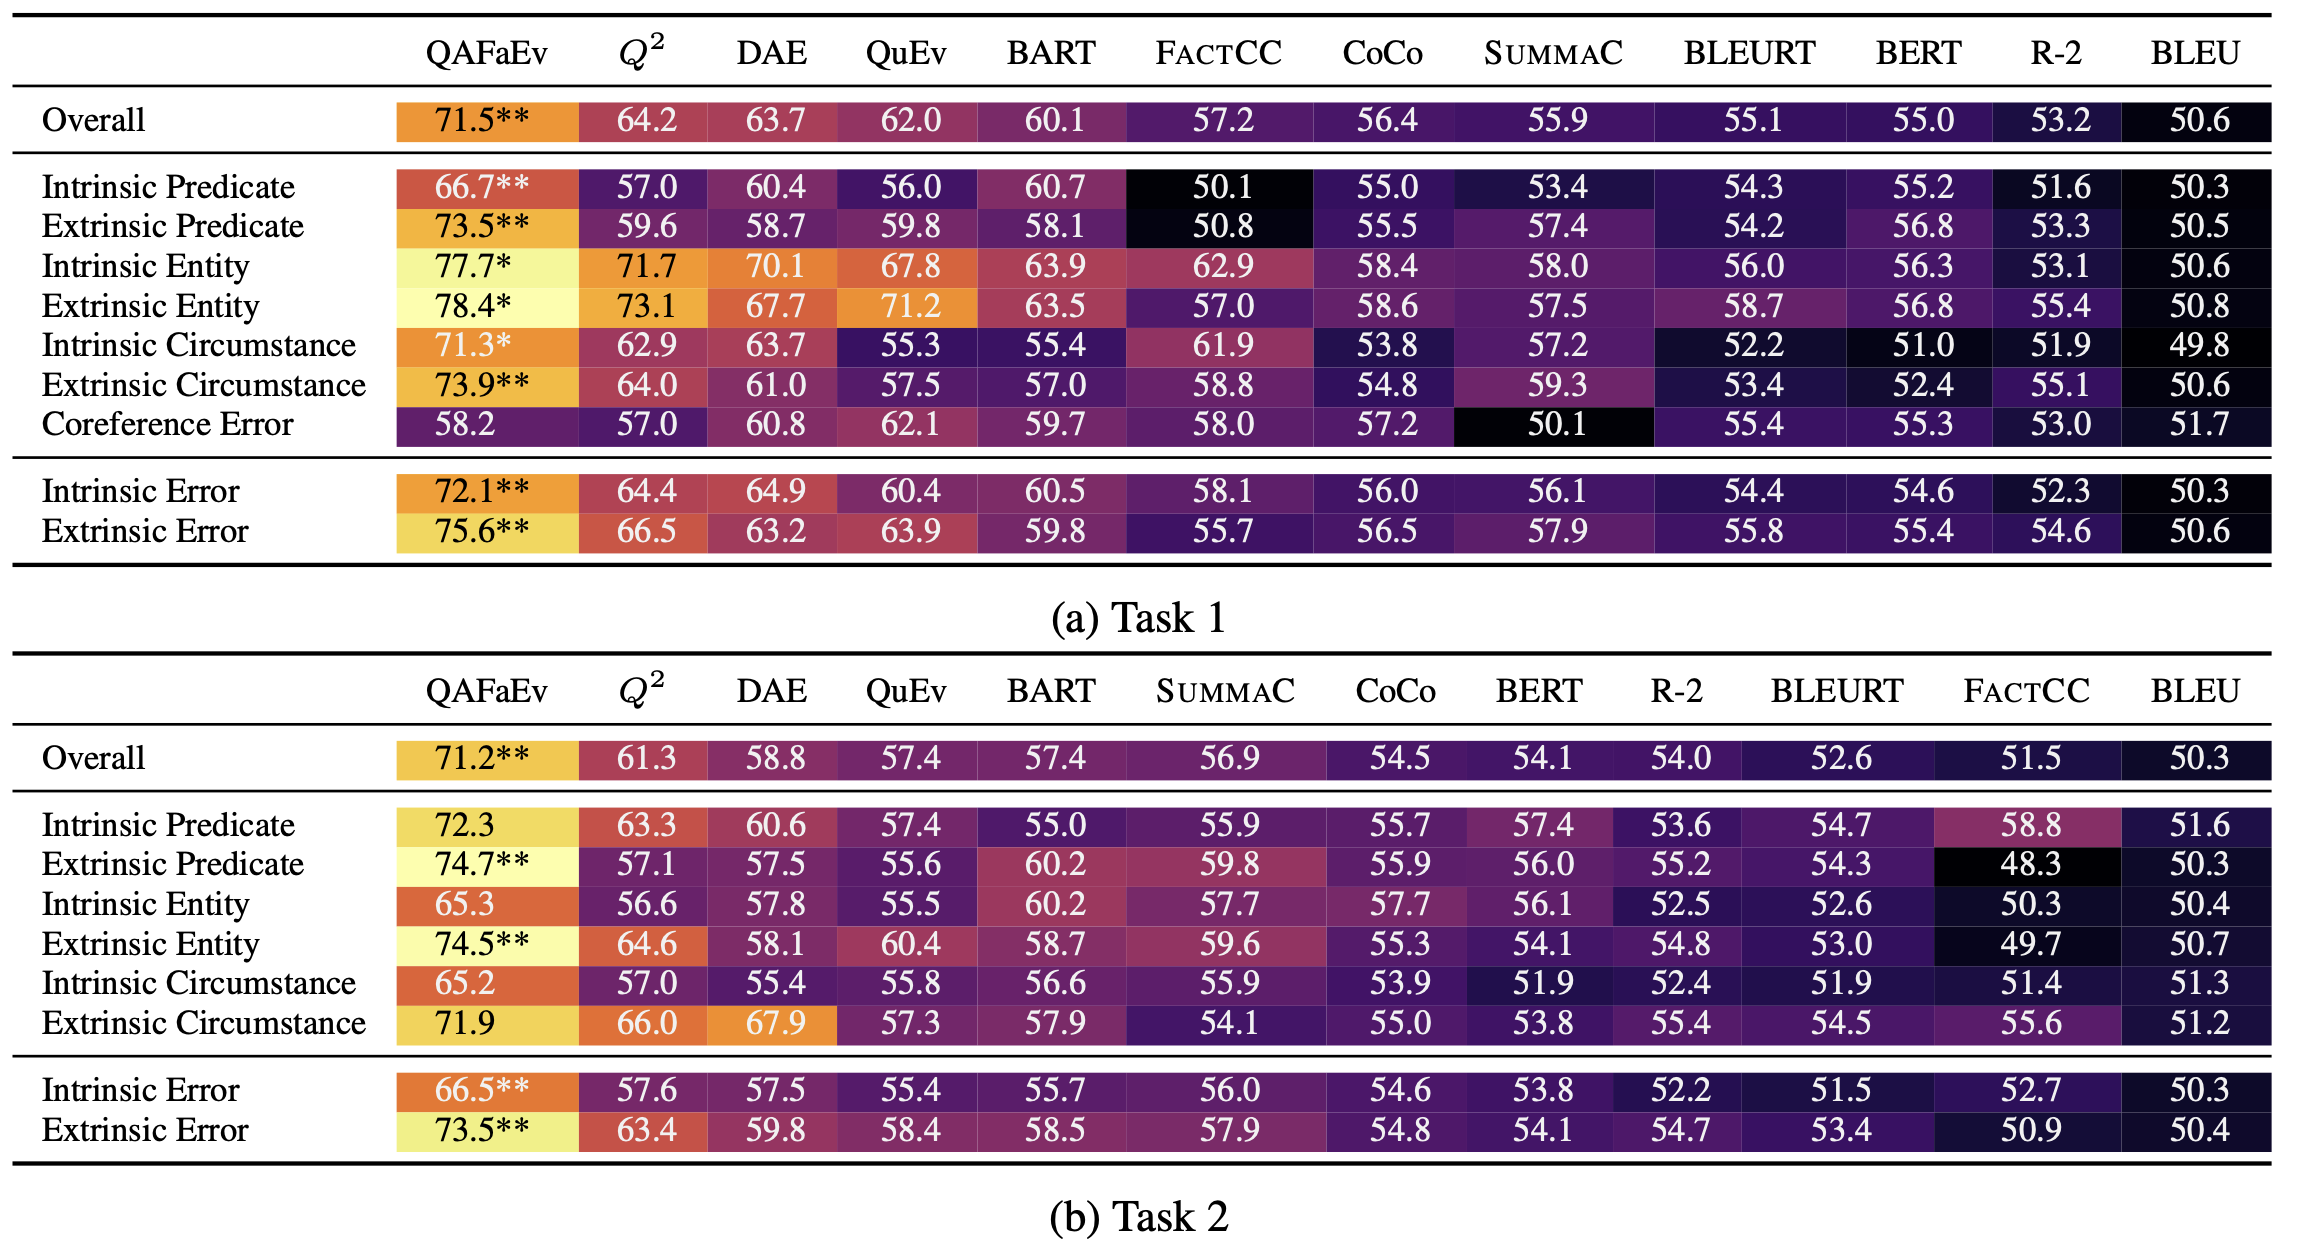 QAFaEv Q² DAE QuEv BART FACTCC CoCo SUMMAC BLEURT BERT R-2 BLEU
Overall 71.5** 64.2 63.7 62.0 60.1 57.2 56.4 55.9 55.1 55.0 53.2 50.6
Intrinsic Predicate 66.7** 57.0 60.4 56.0 60.7 50.1 55.0 53.4 54.3 55.2 51.6 50.3
Extrinsic Predicate 73.5** 59.6 58.7 59.8 58.1 50.8 55.5 57.4 54.2 56.8 53.3 50.5
Intrinsic Entity 77.7* 71.7 70.1 67.8 63.9 62.9 58.4 58.0 56.0 56.3 53.1 50.6
Extrinsic Entity 78.4* 73.1 67.7 71.2 63.5 57.0 58.6 57.5 58.7 56.8 55.4 50.8
Intrinsic Circumstance 71.3* 62.9 63.7 55.3 55.4 61.9 53.8 57.2 52.2 51.0 51.9 49.8
Extrinsic Circumstance 73.9** 64.0 61.0 57.5 57.0 58.8 54.8 59.3 53.4 52.4 55.1 50.6
Coreference Error 58.2 57.0 60.8 62.1 59.7 58.0 57.2 50.1 55.4 55.3 53.0 51.7
Intrinsic Error 72.1** 64.4 64.9 60.4 60.5 58.1 56.0 56.1 54.4 54.6 52.3 50.3
Extrinsic Error 75.6** 66.5 63.2 63.9 59.8 55.7 56.5 57.9 55.8 55.4 54.6 50.6
(a) Task 1
QAFaEv Q² DAE QuEv BART SUMMAC CoCo BERT R-2 BLEURT FACTCC BLEU
Overall 71.2** 61.3 58.8 57.4 57.4 56.9 54.5 54.1 54.0 52.6 51.5 50.3
Intrinsic Predicate 72.3 63.3 60.6 57.4 55.0 55.9 55.7 57.4 53.6 54.7 58.8 51.6
Extrinsic Predicate 74.7** 57.1 57.5 55.6 60.2 59.8 55.9 56.0 55.2 54.3 48.3 50.3
Intrinsic Entity 65.3 56.6 57.8 55.5 60.2 57.7 57.7 56.1 52.5 52.6 50.3 50.4
Extrinsic Entity 74.5** 64.6 58.1 60.4 58.7 59.6 55.3 54.1 54.8 53.0 49.7 50.7
Intrinsic Circumstance 65.2 57.0 55.4 55.8 56.6 55.9 53.9 51.9 52.4 51.9 51.4 51.3
Extrinsic Circumstance 71.9 66.0 67.9 57.3 57.9 54.1 55.0 53.8 55.4 54.5 55.6 51.2
Intrinsic Error 66.5** 57.6 57.5 55.4 55.7 56.0 54.6 53.8 52.2 51.5 52.7 50.3
Extrinsic Error 73.5** 63.4 59.8 58.4 58.5 57.9 54.8 54.1 54.7 53.4 50.9 50.4
(b) Task 2